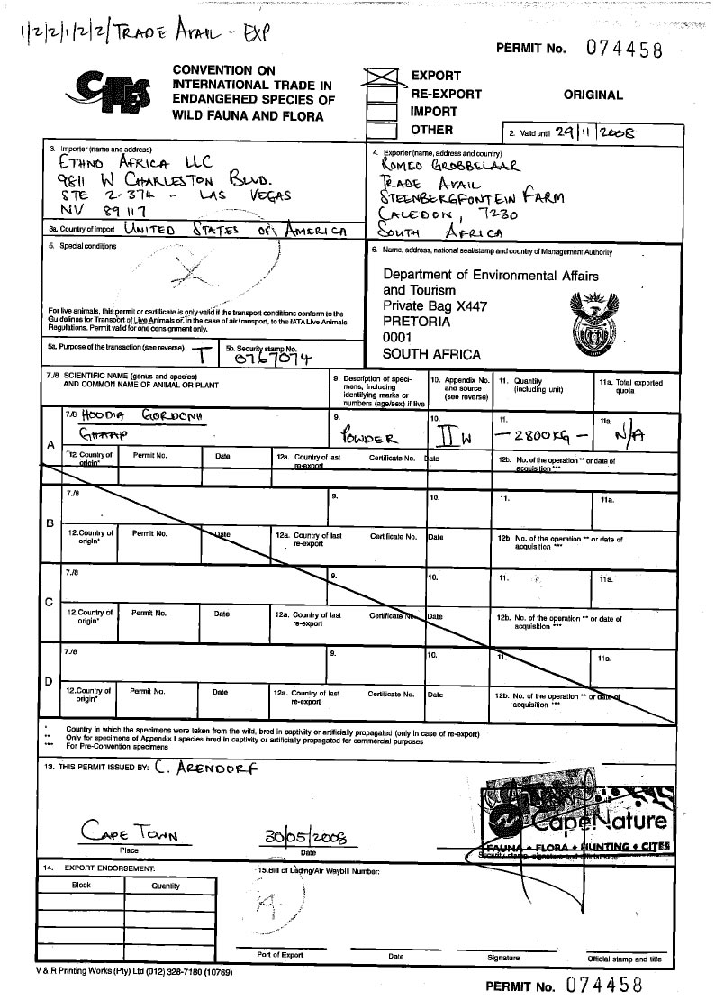 1/2/2/1/2/2/ TRADE AVAIL - EXP
PERMIT No. 074458
CITES
CONVENTION ON
INTERNATIONAL TRADE IN
ENDANGERED SPECIES OF
WILD FAUNA AND FLORA
EXPORT
RE-EXPORT
IMPORT
OTHER
ORIGINAL
2. Valid until 29/11/2008
3. Importer (name and address)
ETHNO AFRICA LLC
9811 W CHARLESTON BLVD.
STE 2-374 - LAS VEGAS
NV 89117
3a. Country of import UNITED STATES OF AMERICA
4. Exporter (name, address and country)
ROMEO GROBBELAAR
TRADE AVAIL
STEENBERGFONTEIN FARM
CALEDON, 7230
SOUTH AFRICA
5. Special conditions
For live animals, this permit or certificate is only valid if the transport conditions conform to the
Guidelines for Transport of Live Animals or, in the case of air transport, to the IATA Live Animals
Regulations. Permit valid for one consignment only.
5a. Purpose of the transaction (see reverse) T
5b. Security stamp No.
0767074
6. Name, address, national seal/stamp and country of Management Authority
Department of Environmental Affairs
and Tourism
Private Bag X447
PRETORIA
0001
SOUTH AFRICA
7./8 SCIENTIFIC NAME (genus and species)
AND COMMON NAME OF ANIMAL OR PLANT
9. Description of speci-
mens, including
identifying marks or
numbers (age/sex) if live
10. Appendix No.
and source
(see reverse)
11. Quantity
(including unit)
11a. Total exported
quota
A
7./8 HOODIA GORDONII
GHAAP
9.
POWDER
10.
II W
11.
- 2800KG -
11a.
N/A
12. Country of
origin*
Permit No.
Date
12a. Country of last
re-export
Certificate No.
Date
12b. No. of the operation ** or date of
acquisition ***
B
7./8
9.
10.
11.
11a.
12. Country of
origin*
Permit No.
Date
12a. Country of last
re-export
Certificate No.
Date
12b. No. of the operation ** or date of
acquisition ***
C
7./8
9.
10.
11.
11a.
12. Country of
origin*
Permit No.
Date
12a. Country of last
re-export
Certificate No.
Date
12b. No. of the operation ** or date of
acquisition ***
D
7./8
9.
10.
11.
11a.
12. Country of
origin*
Permit No.
Date
12a. Country of last
re-export
Certificate No.
Date
12b. No. of the operation ** or date of
acquisition ***
* Country in which the specimens were taken from the wild, bred in captivity or artificially propagated (only in case of re-export)
** Only for specimens of Appendix I species bred in captivity or artificially propagated for commercial purposes
*** For Pre-Convention specimens
13. THIS PERMIT ISSUED BY: C. ARENDORF
CAPE TOWN
Place
30/05/2008
Date
CapeNature
FAUNA • FLORA • HUNTING • CITES
Security stamp, signature and official seal
14. EXPORT ENDORSEMENT:
Block
Quantity
15. Bill of Lading/Air Waybill Number:
Port of Export
Date
Signature
Official stamp and title
V & R Printing Works (Pty) Ltd (012) 328-7180 (10769)
PERMIT No. 074458